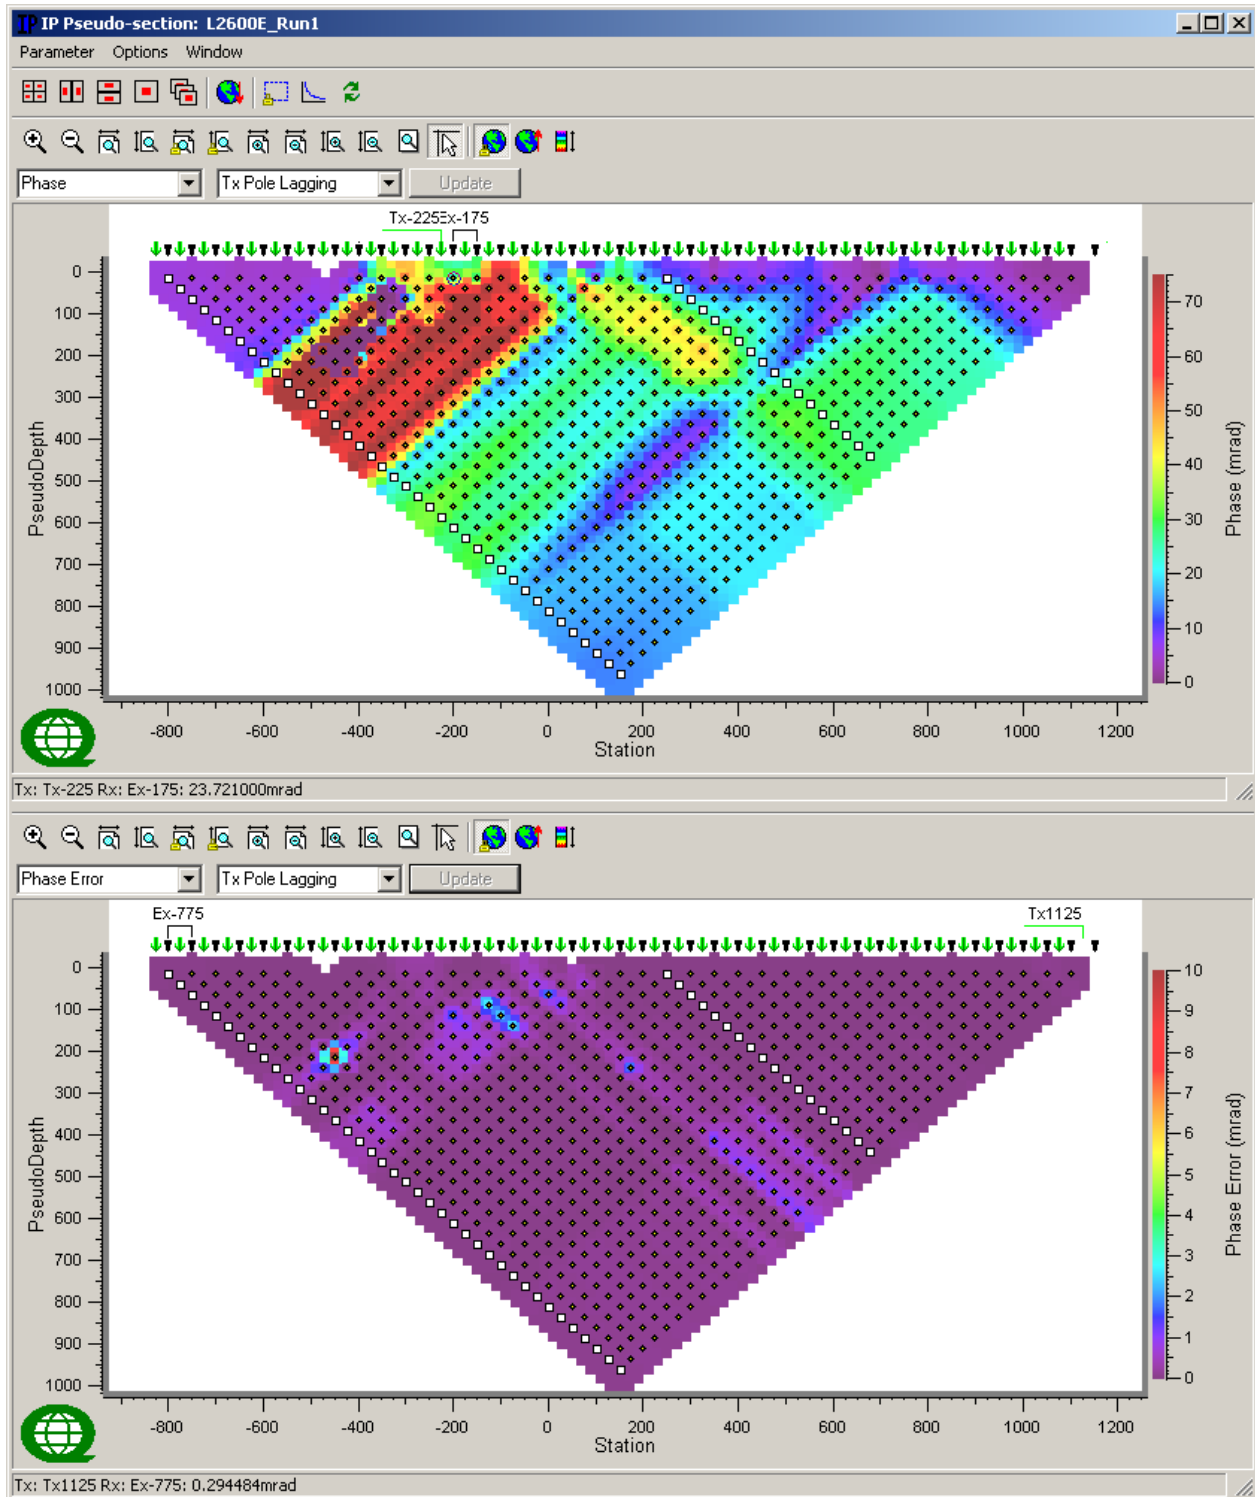 IP IP Pseudo-section: L2600E_Run1
Parameter Options Window
Phase Tx Pole Lagging Update
Tx-225 Ex-175
0
100
200
300
400
500
600
700
800
900
1000
PseudoDepth
-800 -600 -400 -200 0 200 400 600 800 1000 1200
Station
70
60
50
40
30
20
10
0
Phase (mrad)
Tx: Tx-225 Rx: Ex-175: 23.721000mrad
Phase Error Tx Pole Lagging Update
Ex-775 Tx1125
0
100
200
300
400
500
600
700
800
900
1000
PseudoDepth
-800 -600 -400 -200 0 200 400 600 800 1000 1200
Station
10
9
8
7
6
5
4
3
2
1
0
Phase Error (mrad)
Tx: Tx1125 Rx: Ex-775: 0.294484mrad